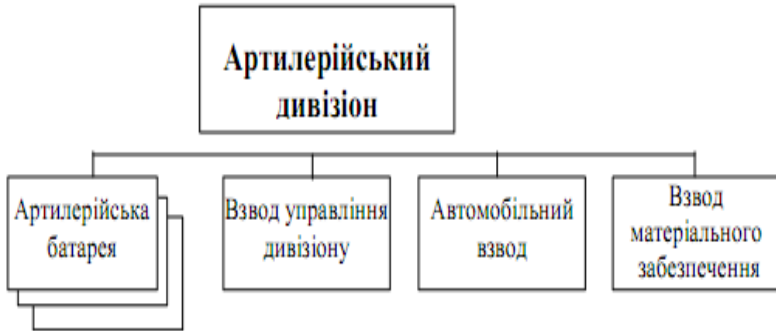 Артилерійський
дивізіон
Артилерійська
батарея
Взвод управління
дивізіону
Автомобільний
взвод
Взвод
матеріального
забезпечення